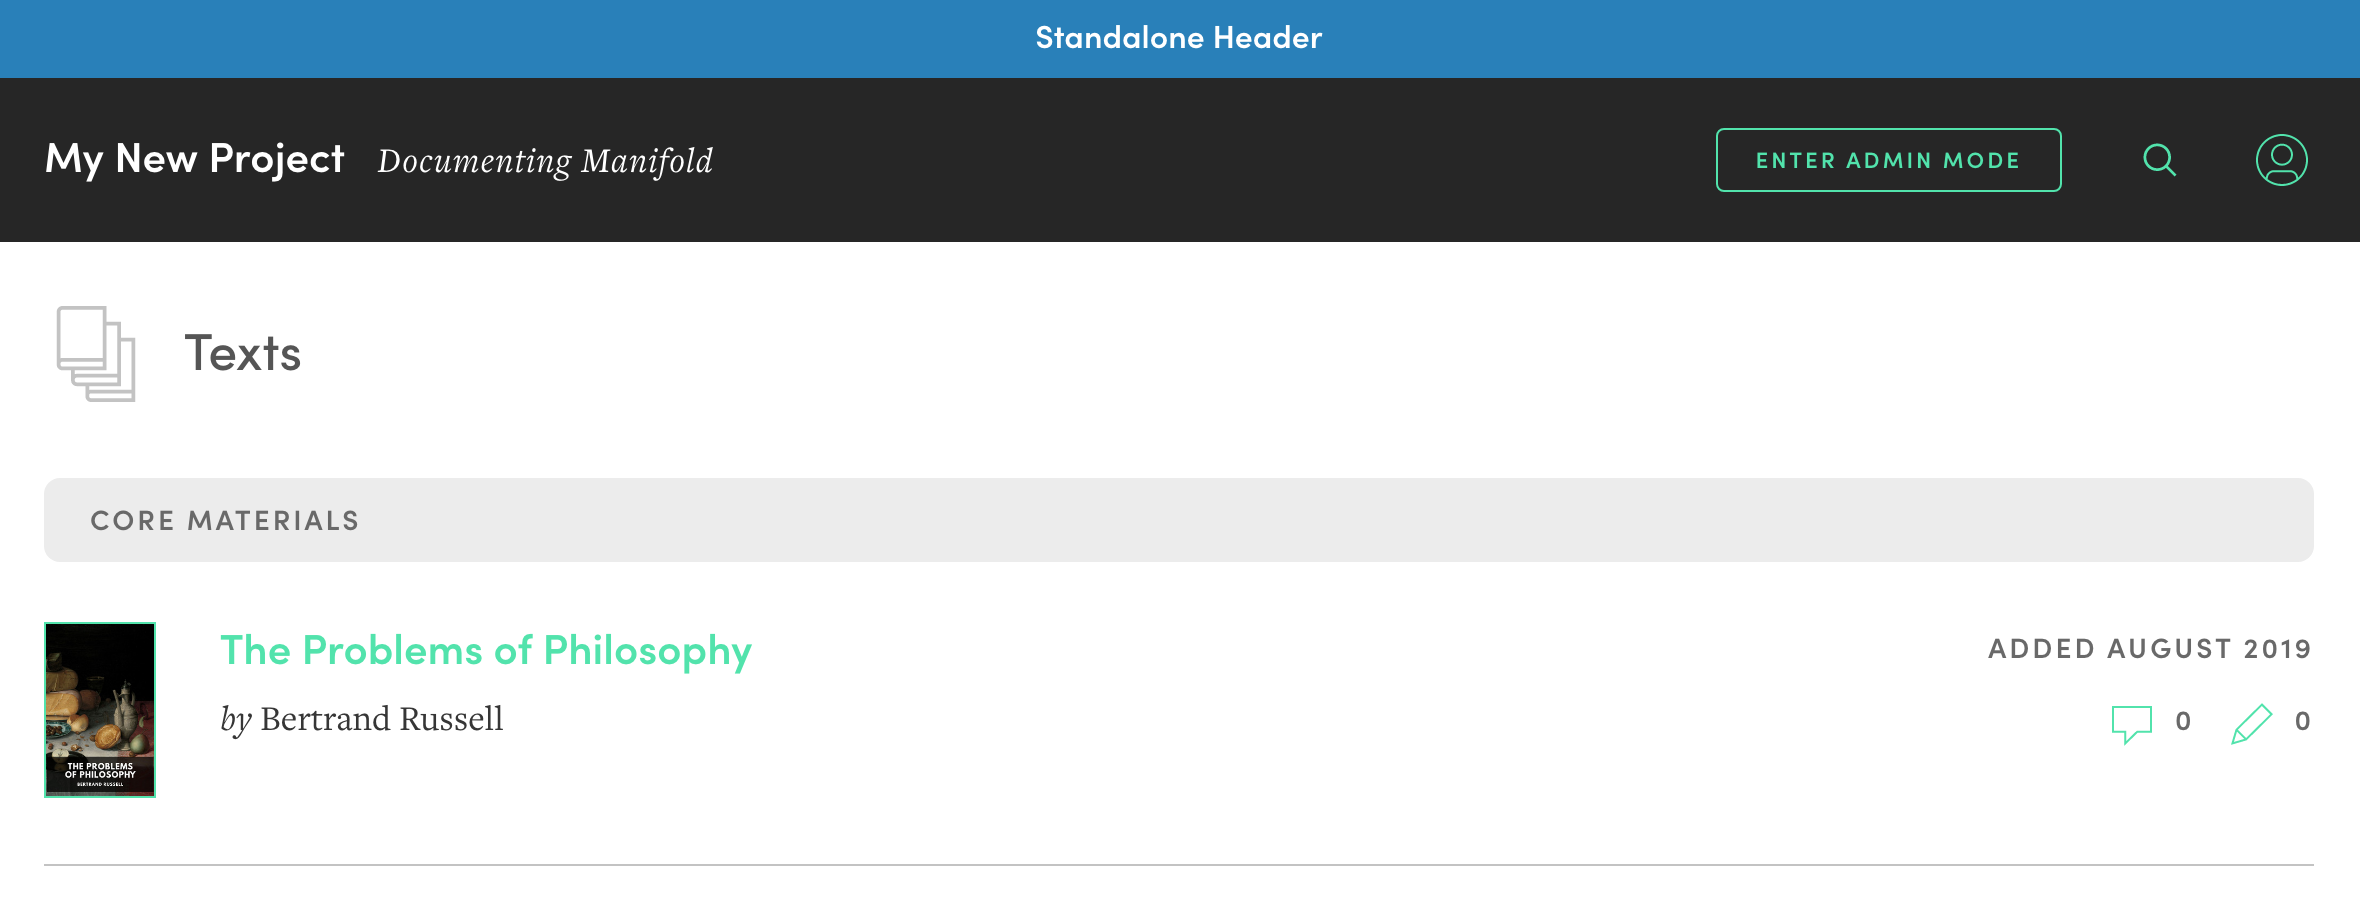 Standalone Header
My New Project Documenting Manifold
ENTER ADMIN MODE
Texts
CORE MATERIALS
The Problems of Philosophy
ADDED AUGUST 2019
by Bertrand Russell
0 0
THE PROBLEMS
OF PHILOSOPHY
BERTRAND RUSSELL